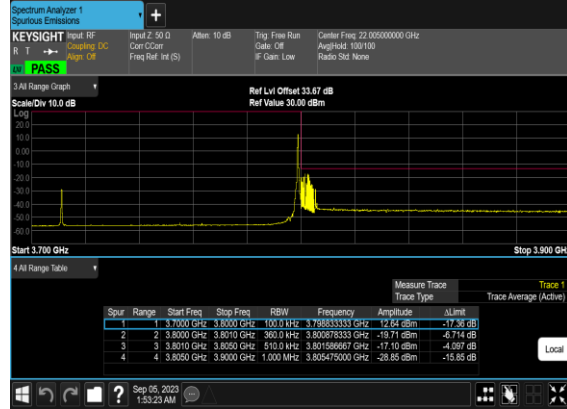 Spectrum Analyzer 1
Spurious Emissions
+
KEYSIGHT Input: RF Input Z: 50 Ω Atten: 10 dB Trig: Free Run Center Freq: 22.005000000 GHz
R T Coupling: DC Corr CCorr Gate: Off Avg|Hold: 100/100
Align: Off Freq Ref: Int (S) IF Gain: Low Radio Std: None
PASS
3 All Range Graph Ref Lvl Offset 33.67 dB
Scale/Div 10.0 dB Ref Value 30.00 dBm
Log
20.0
10.0
0.00
-10.0
-20.0
-30.0
-40.0
-50.0
-60.0
Start 3.700 GHz Stop 3.900 GHz
4 All Range Table
Measure Trace Trace 1
Trace Type Trace Average (Active)
Spur Range Start Freq Stop Freq RBW Frequency Amplitude ΔLimit
1 1 3.7000 GHz 3.8000 GHz 100.0 kHz 3.798833333 GHz 12.64 dBm -17.36 dB
2 2 3.8000 GHz 3.8010 GHz 360.0 kHz 3.800878333 GHz -19.71 dBm -6.714 dB
3 3 3.8010 GHz 3.8050 GHz 510.0 kHz 3.801586667 GHz -17.10 dBm -4.097 dB
4 4 3.8050 GHz 3.9000 GHz 1.000 MHz 3.805475000 GHz -28.85 dBm -15.85 dB
Local
? Sep 05, 2023
1:53:23 AM